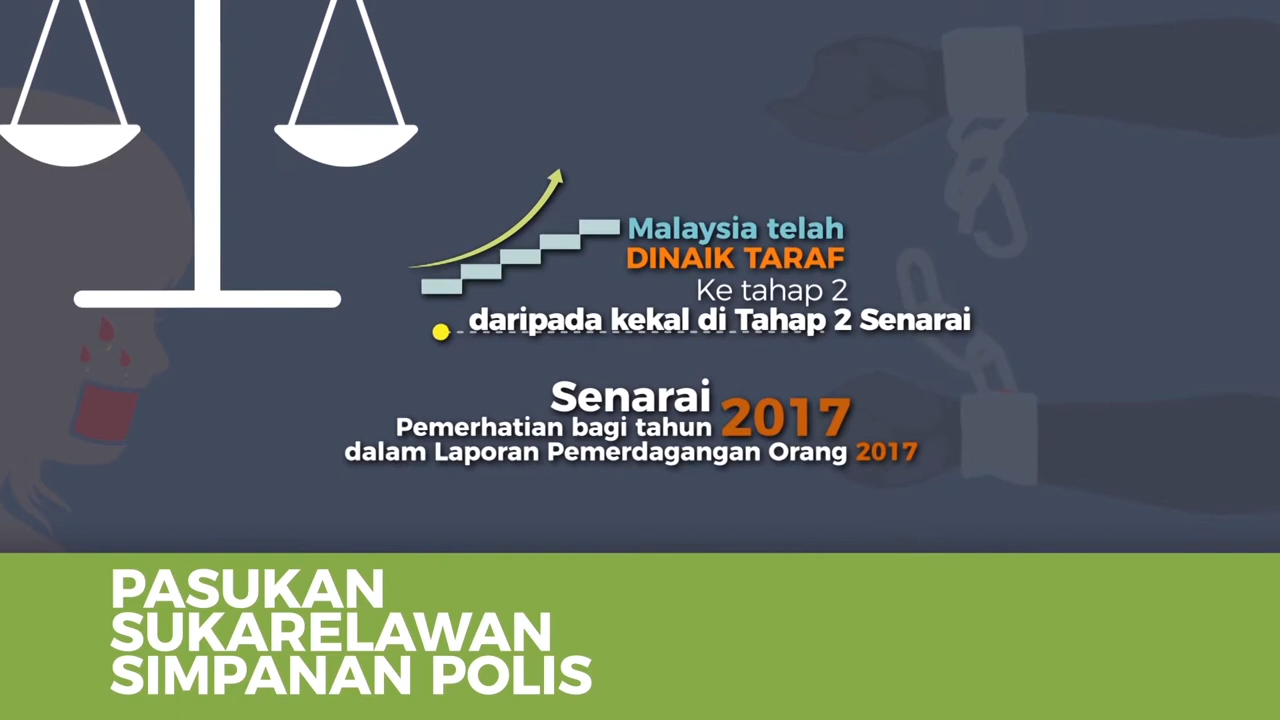 Malaysia telah
DINAIK TARAF
Ke tahap 2
daripada kekal di Tahap 2 Senarai
Senarai
Pemerhatian bagi tahun 2017
dalam Laporan Pemerdagangan Orang 2017
PASUKAN
SUKARELAWAN
SIMPANAN POLIS